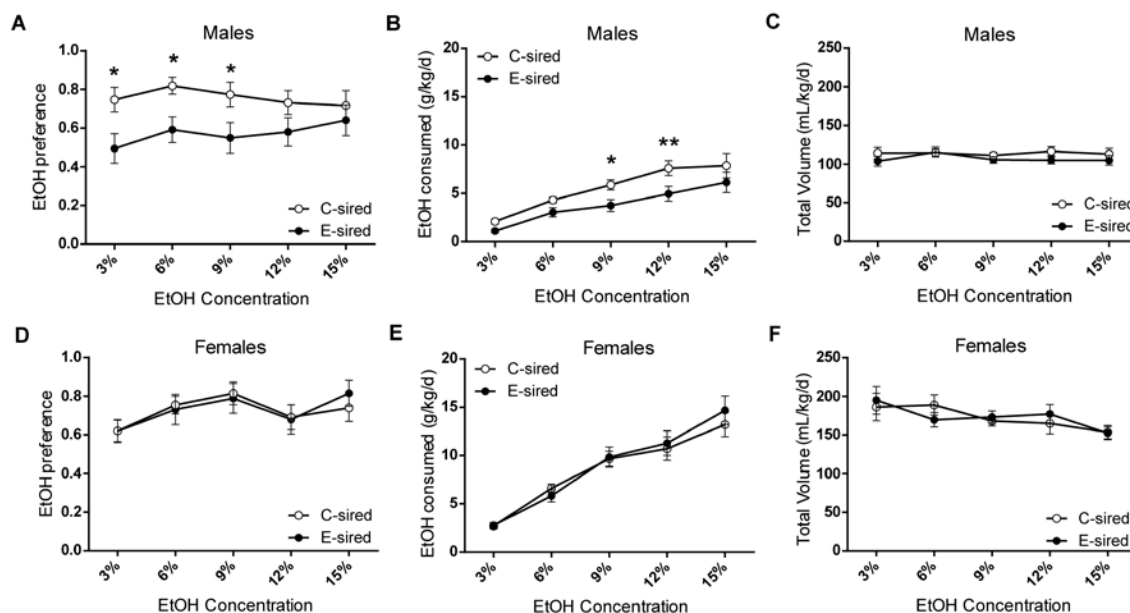 A
Males
EtOH preference
1.0
0.8
0.6
0.4
0.2
0.0
*
*
*
C-sired
E-sired
3%
6%
9%
12%
15%
EtOH Concentration
B
Males
EtOH consumed (g/kg/d)
20
15
10
5
0
C-sired
E-sired
*
**
3%
6%
9%
12%
15%
EtOH Concentration
C
Males
Total Volume (mL/kg/d)
250
200
150
100
50
0
C-sired
E-sired
3%
6%
9%
12%
15%
EtOH Concentration
D
Females
EtOH preference
1.0
0.8
0.6
0.4
0.2
0.0
C-sired
E-sired
3%
6%
9%
12%
15%
EtOH Concentration
E
Females
EtOH consumed (g/kg/d)
20
15
10
5
0
C-sired
E-sired
3%
6%
9%
12%
15%
EtOH Concentration
F
Females
Total Volume (mL/kg/d)
250
200
150
100
50
0
C-sired
E-sired
3%
6%
9%
12%
15%
EtOH Concentration